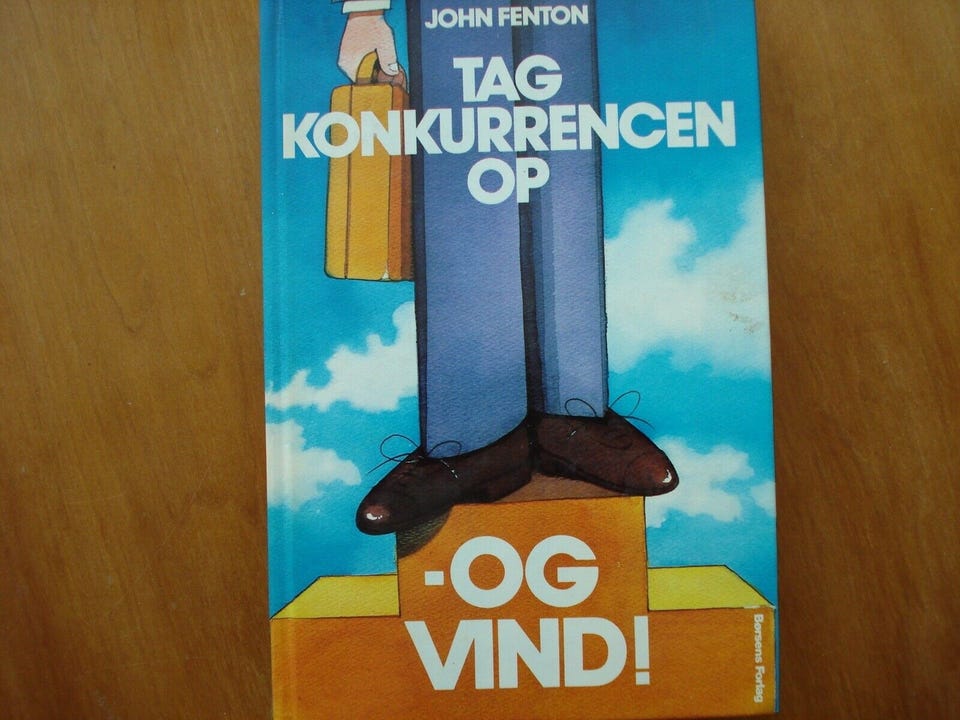 JOHN FENTON
TAG
KONKURRENCEN
OP
-OG
VIND!
Børsens Forlag